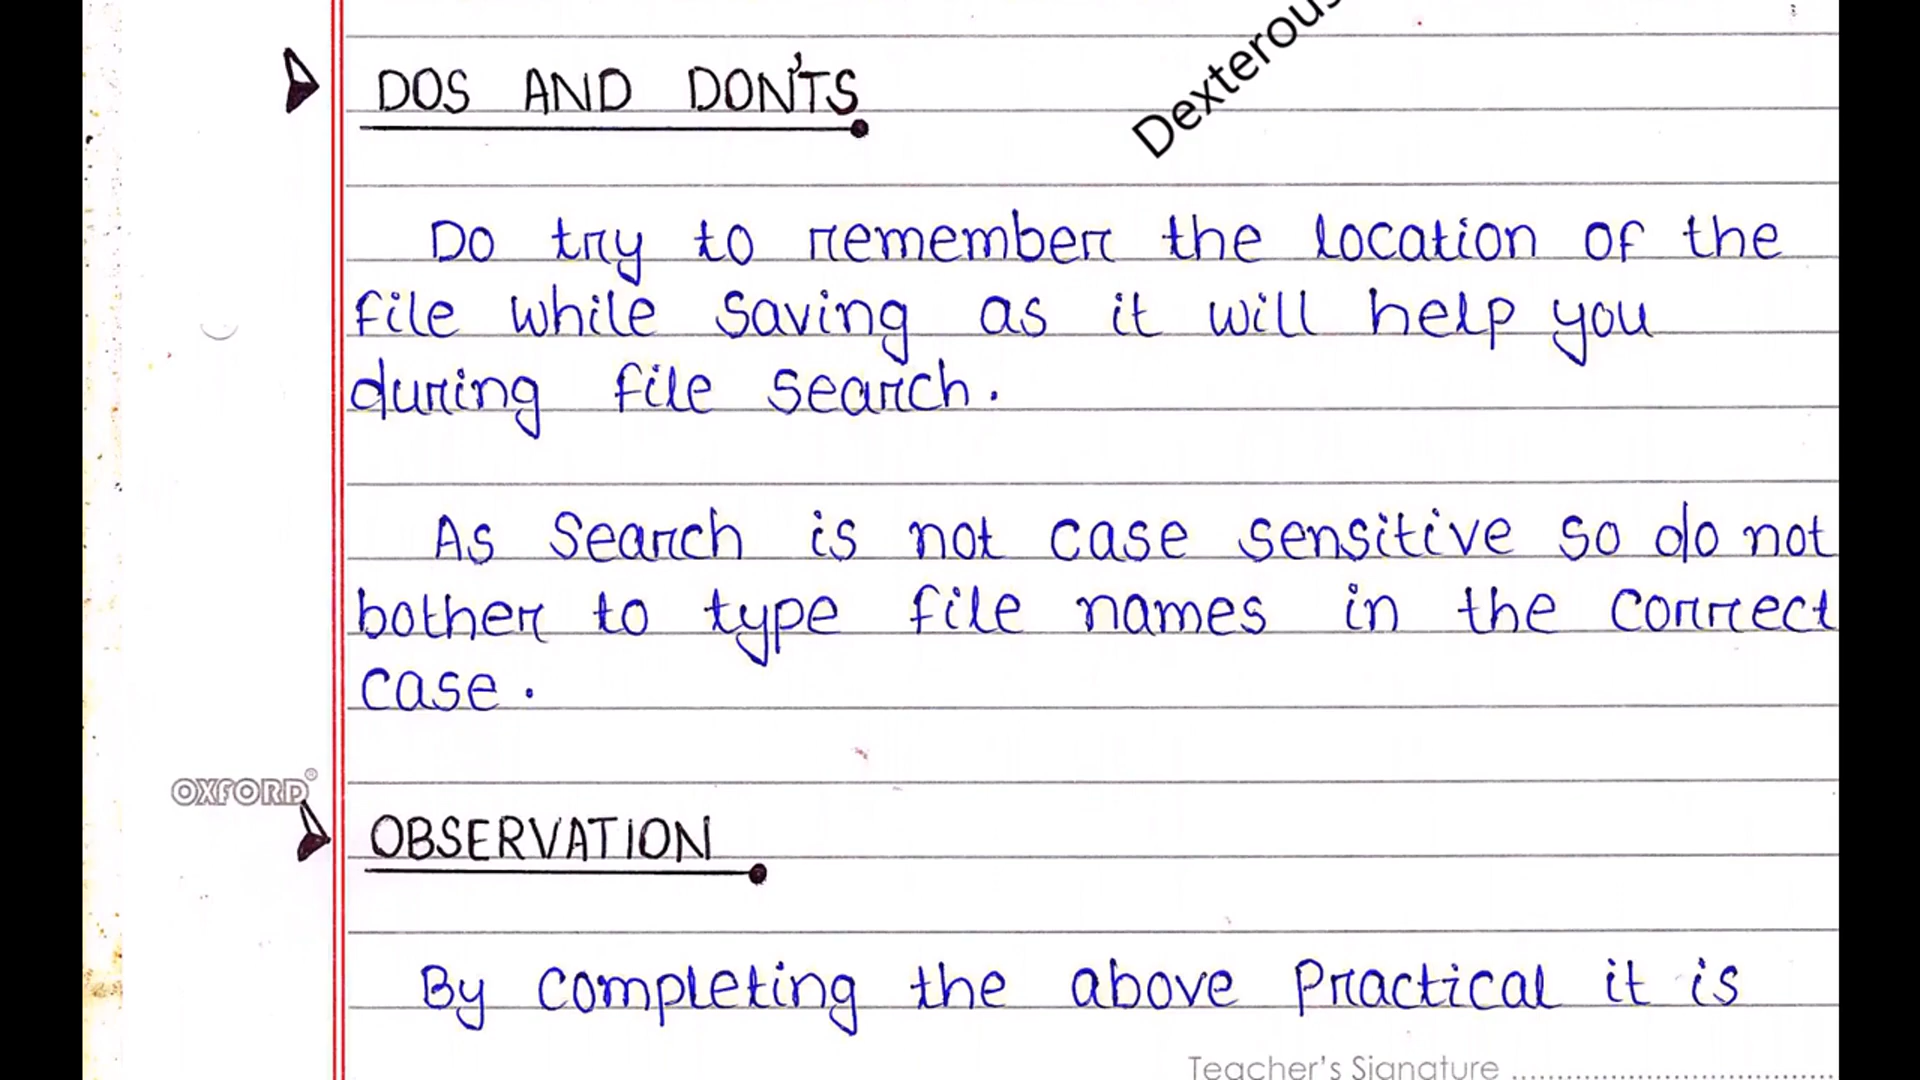 Dexterous
DOS AND DON'TS
Do try to remember the location of the
file while saving as it will help you
during file search.
As Search is not case sensitive so do not
bother to type file names in the correct
case.
OXFORD®
OBSERVATION
By completing the above Practical it is
Teacher's Signature ................................